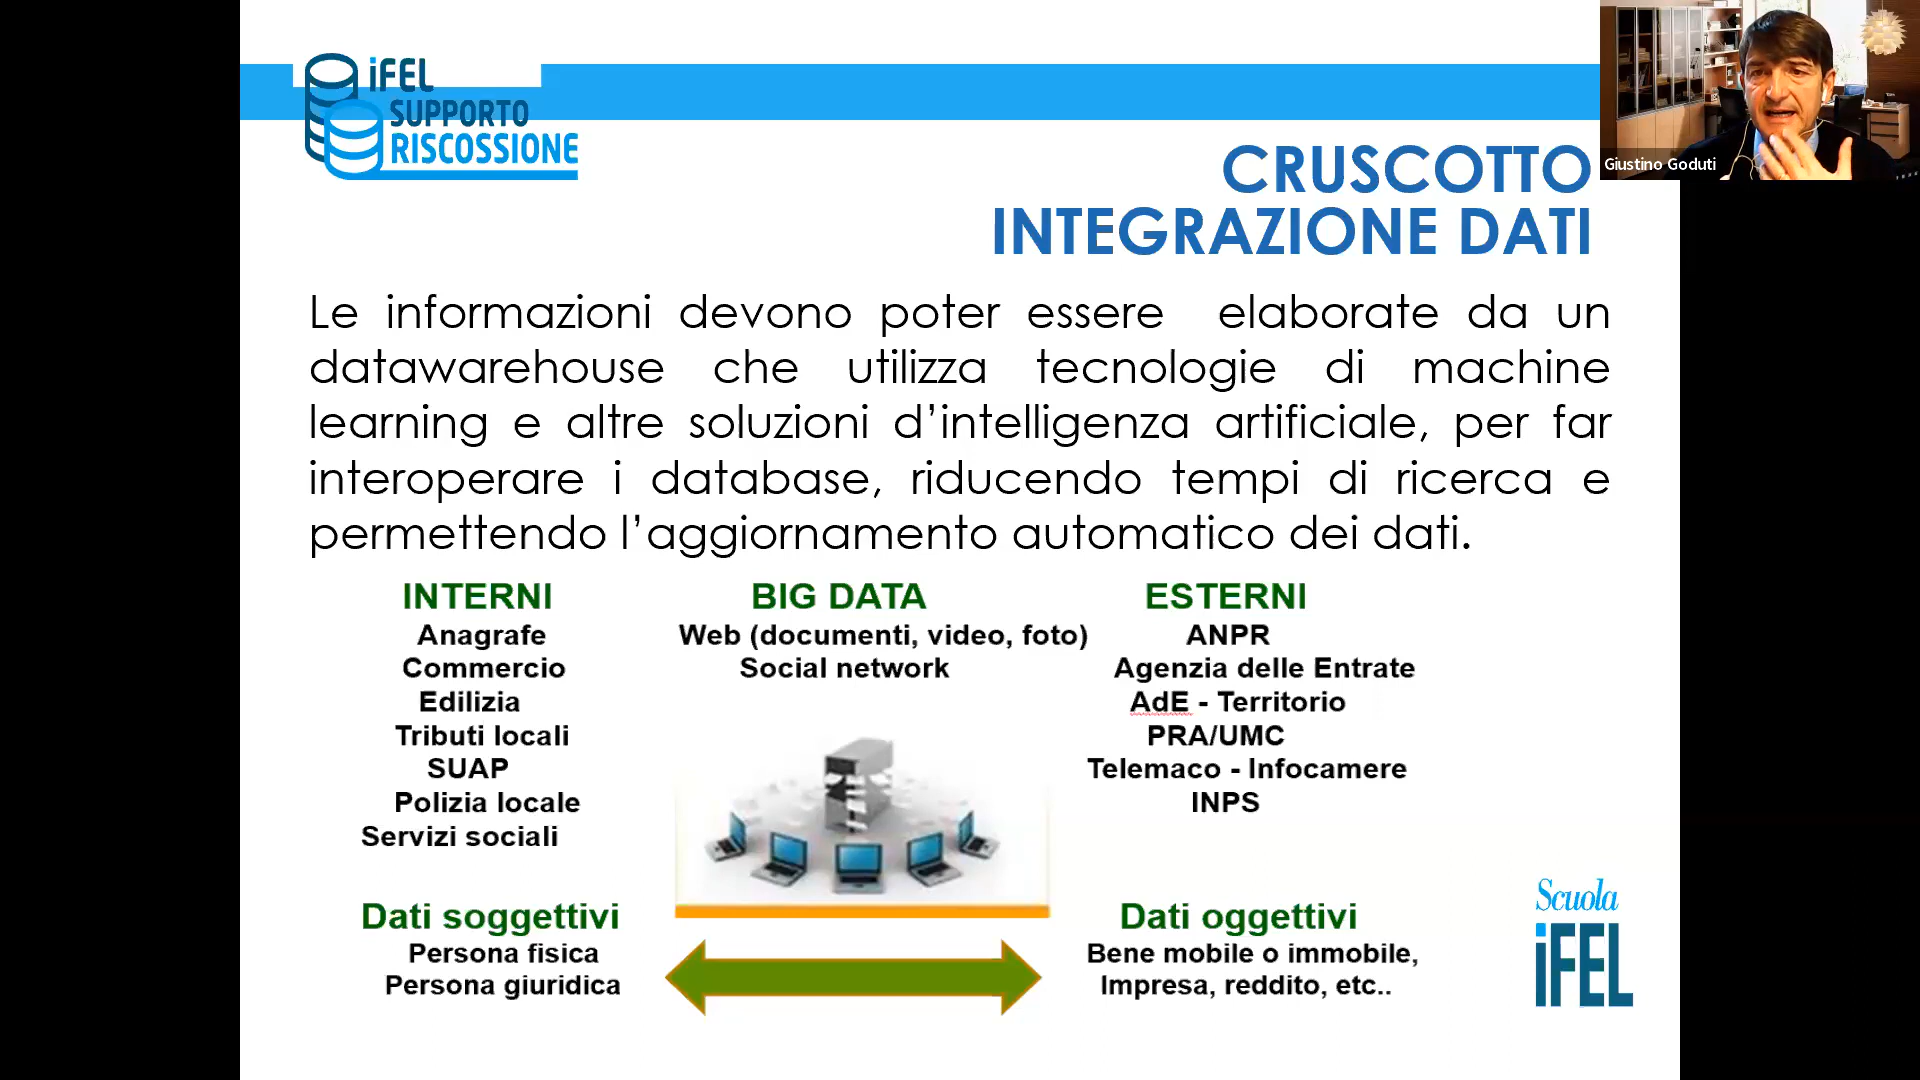 iFEL
SUPPORTO
RISCOSSIONE
Giustino Goduti
CRUSCOTTO
INTEGRAZIONE DATI
Le informazioni devono poter essere elaborate da un
datawarehouse che utilizza tecnologie di machine
learning e altre soluzioni d’intelligenza artificiale, per far
interoperare i database, riducendo tempi di ricerca e
permettendo l’aggiornamento automatico dei dati.
INTERNI
Anagrafe
Commercio
Edilizia
Tributi locali
SUAP
Polizia locale
Servizi sociali
BIG DATA
Web (documenti, video, foto)
Social network
ESTERNI
ANPR
Agenzia delle Entrate
AdE - Territorio
PRA/UMC
Telemaco - Infocamere
INPS
Dati soggettivi
Persona fisica
Persona giuridica
Dati oggettivi
Bene mobile o immobile,
Impresa, reddito, etc..
Scuola
iFEL